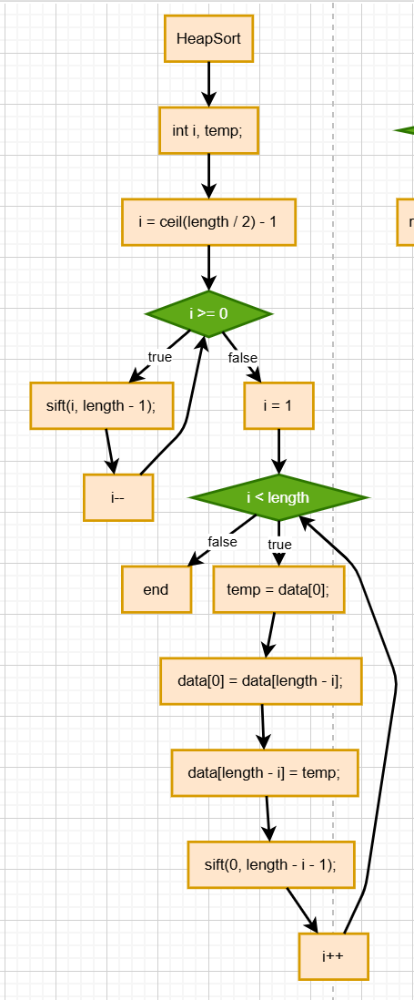 HeapSort
int i, temp;
i = ceil(length / 2) - 1
i >= 0
true
false
sift(i, length - 1);
i = 1
i--
i < length
false
true
end
temp = data[0];
data[0] = data[length - i];
data[length - i] = temp;
sift(0, length - i - 1);
i++